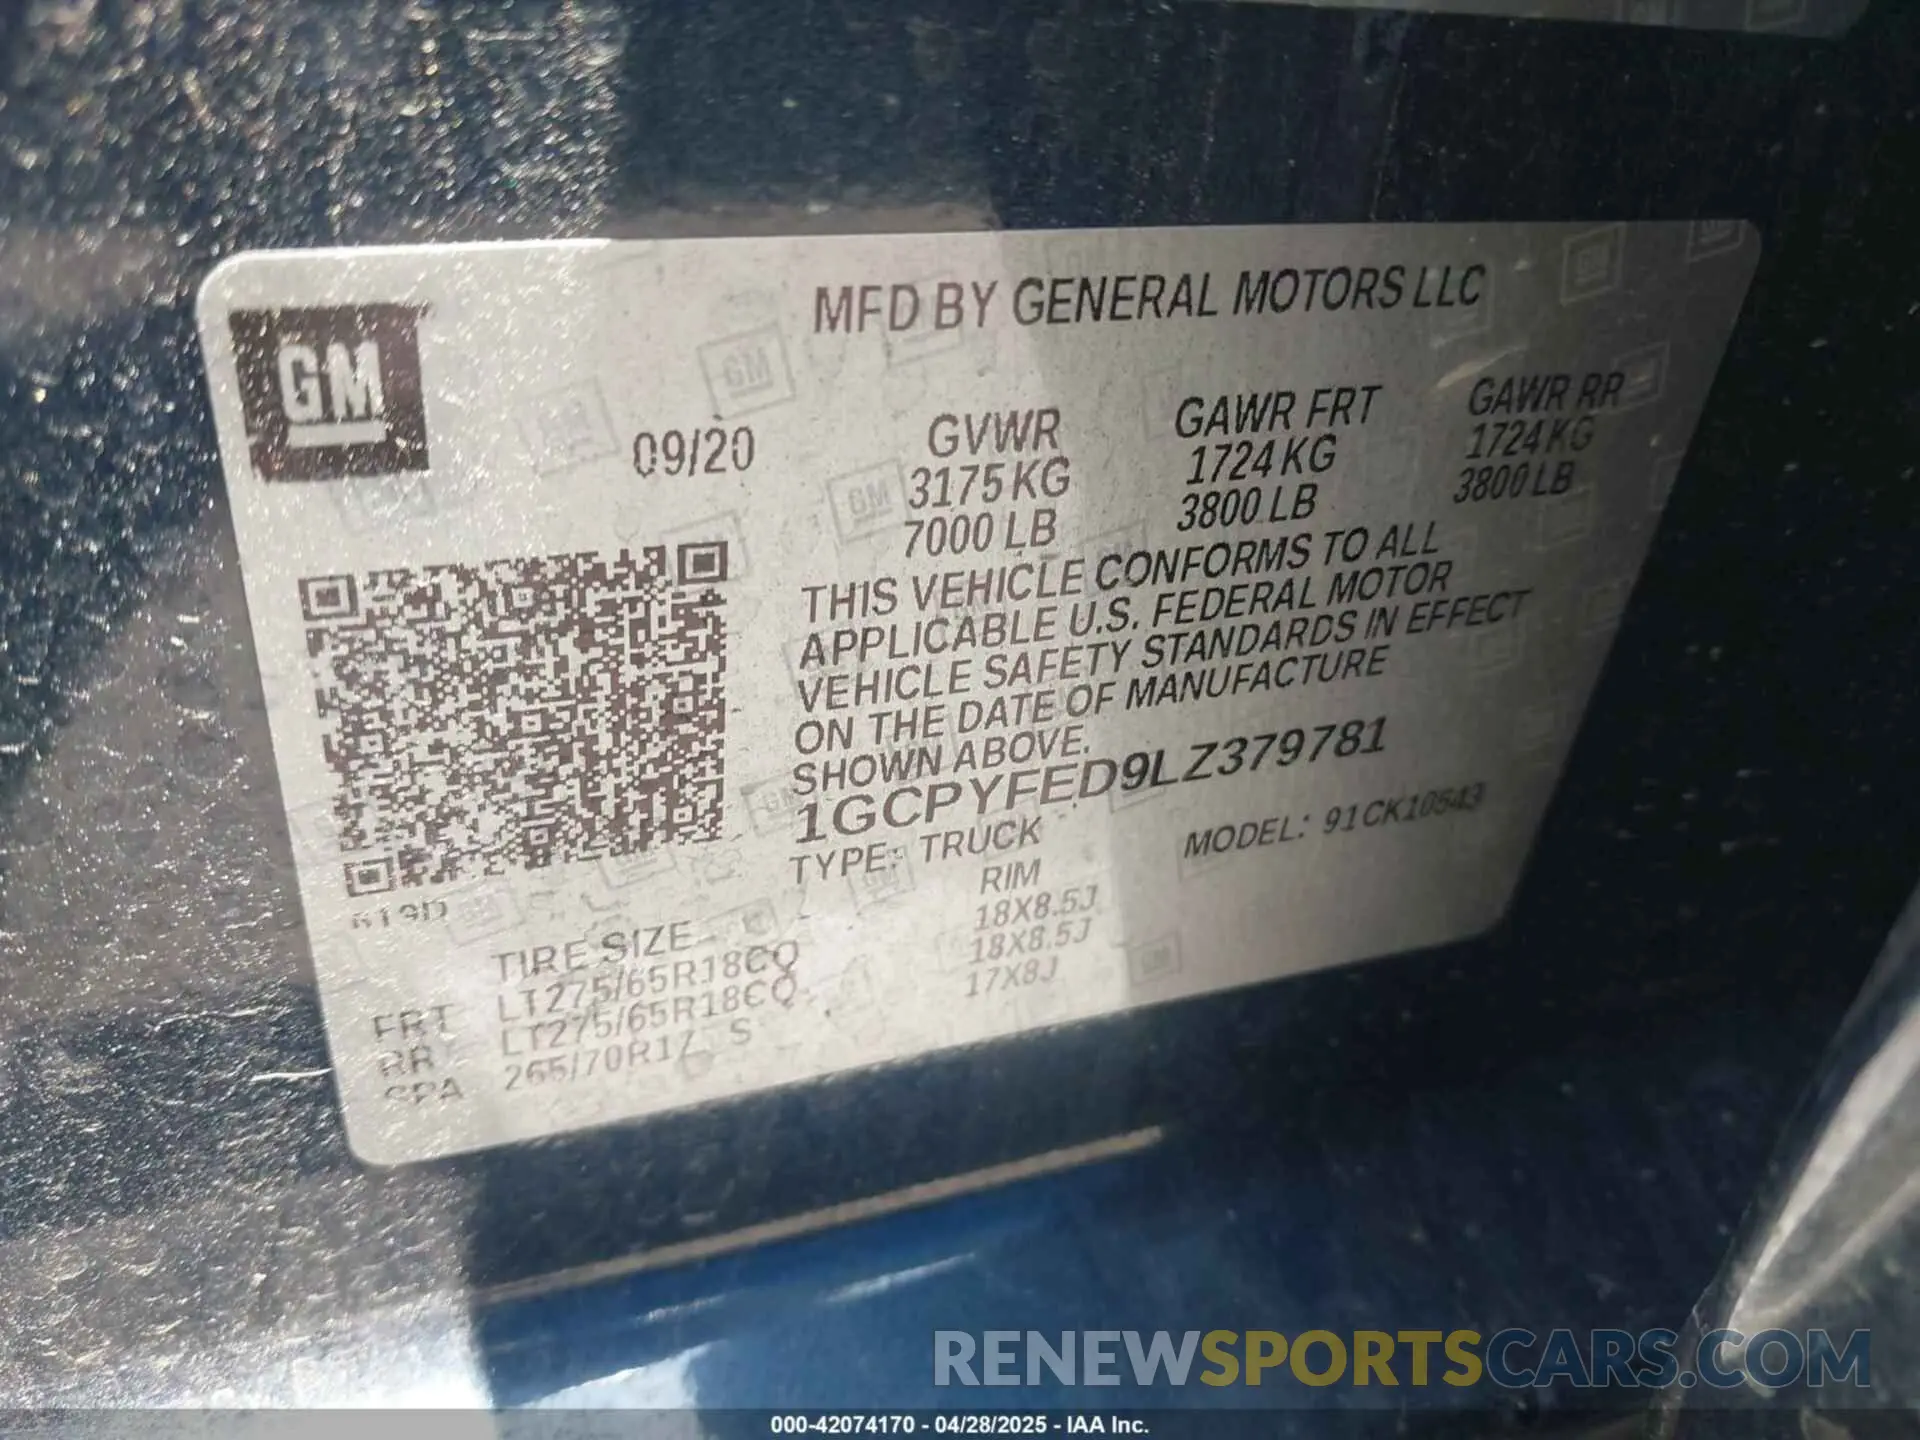 MFD BY GENERAL MOTORS LLC
GM
09/20
GVWR GAWR FRT GAWR RR
3175 KG 1724 KG 1724 KG
7000 LB 3800 LB 3800 LB
THIS VEHICLE CONFORMS TO ALL
APPLICABLE U.S. FEDERAL MOTOR
VEHICLE SAFETY STANDARDS IN EFFECT
ON THE DATE OF MANUFACTURE
SHOWN ABOVE.
1GCPYFED9LZ379781
TYPE: TRUCK MODEL: 91CK10543
619D
TIRE SIZE RIM
FRT LT275/65R18CQ 18X8.5J
RR LT275/65R18CQ 18X8.5J
SPA 265/70R17 S 17X8J
RENEWSPORTSCARS.COM
000-42074170 - 04/28/2025 - IAA Inc.